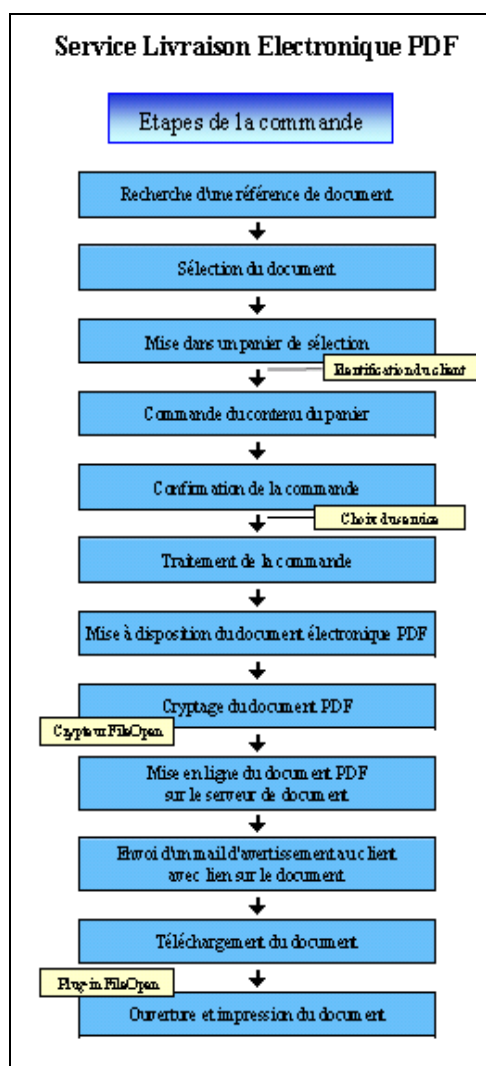 Service Livraison Electronique PDF
Etapes de la commande
Recherche d'une référence de document
Sélection du document
Mise dans un panier de sélection
Identification du client
Commande du contenu du panier
Confirmation de la commande
Choix du service
Traitement de la commande
Mise à disposition du document électronique PDF
Cryptage du document PDF
Crypteur FileOpen
Mise en ligne du document PDF
sur le serveur de document
Envoi d'un mail d'avertissement au client
avec lien sur le document
Téléchargement du document
Plug-in FileOpen
Ouverture et impression du document